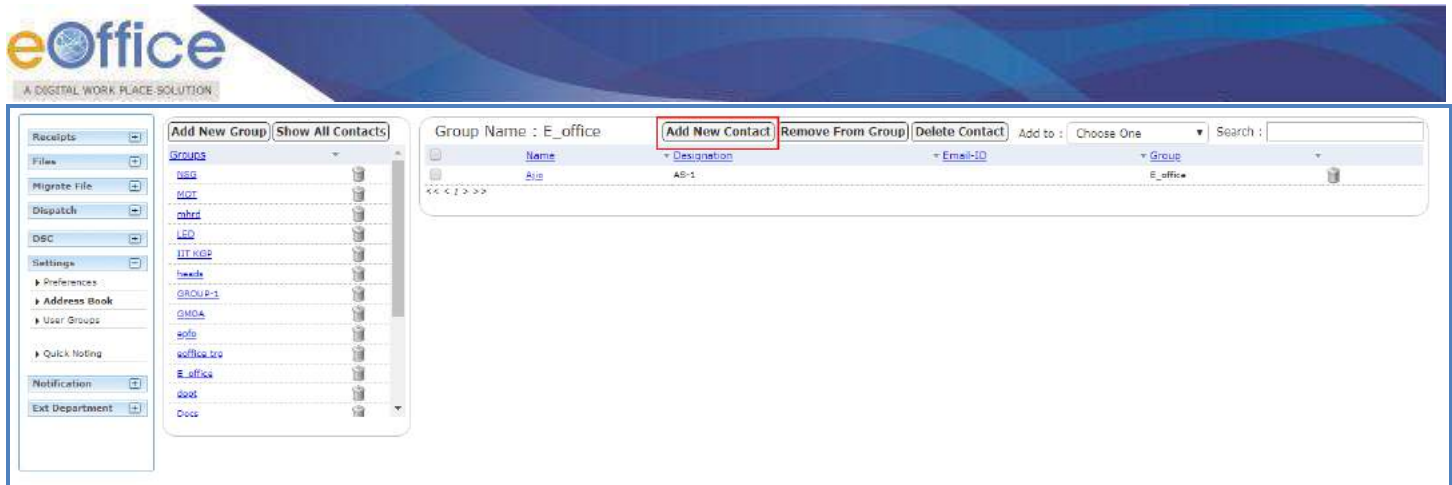 eOffice
A DIGITAL WORK PLACE SOLUTION
Receipts
Files
Migrate File
Dispatch
DSC
Settings
Preferences
Address Book
User Groups
Quick Noting
Notification
Ext Department
Add New Group Show All Contacts
Groups
NSG
MOT
mhrd
LED
IIT KGP
heads
GROUP-1
GMDA
epfo
eoffice trg
E_office
dopt
Docs
Group Name : E_office Add New Contact Remove From Group Delete Contact Add to : Choose One Search :
Name Designation Email-ID Group
AS-1 E_office
<< < 1 > >>